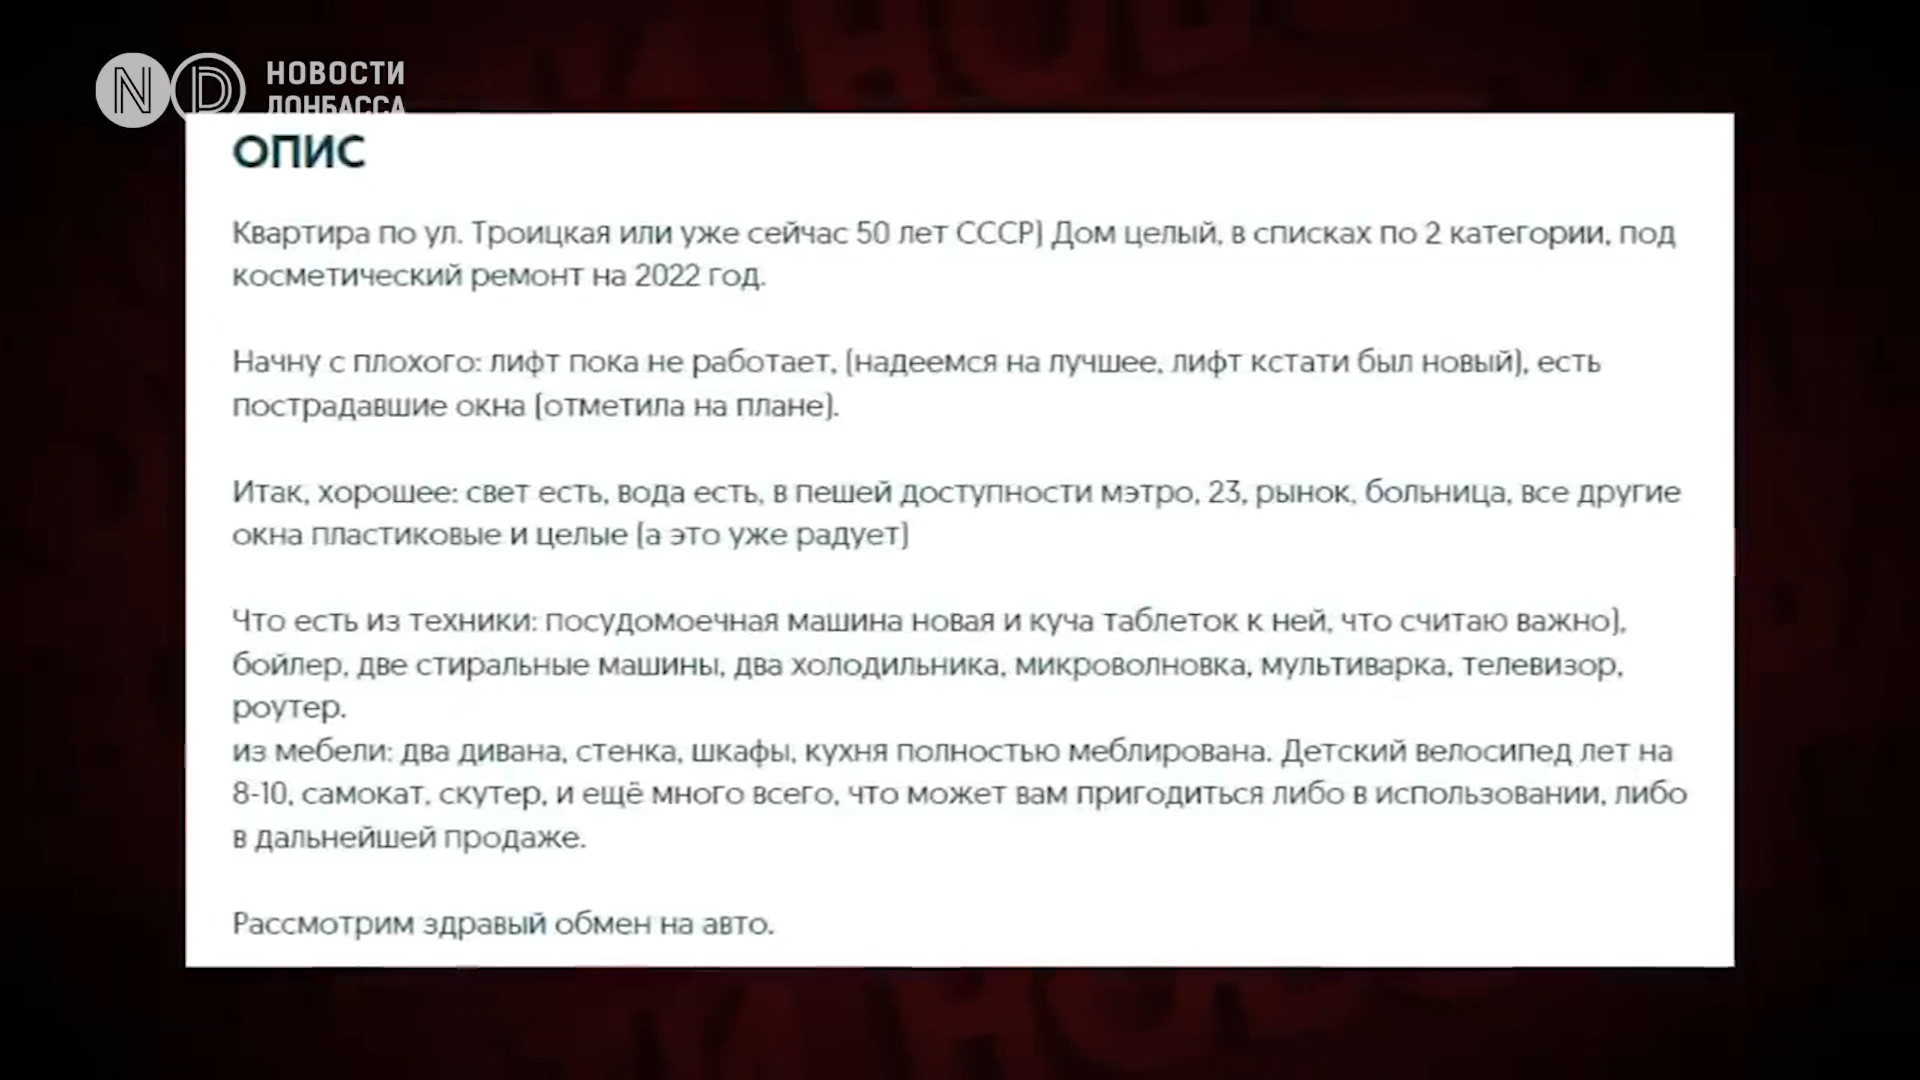 НОВОСТИ
ДОНБАССА
ОПИС
Квартира по ул. Троицкая или уже сейчас 50 лет СССР) Дом целый, в списках по 2 категории, под
косметический ремонт на 2022 год.
Начну с плохого: лифт пока не работает, (надеемся на лучшее, лифт кстати был новый), есть
пострадавшие окна (отметила на плане).
Итак, хорошее: свет есть, вода есть, в пешей доступности мэтро, 23, рынок, больница, все другие
окна пластиковые и целые (а это уже радует)
Что есть из техники: посудомоечная машина новая и куча таблеток к ней, что считаю важно),
бойлер, две стиральные машины, два холодильника, микроволновка, мультиварка, телевизор,
роутер.
из мебели: два дивана, стенка, шкафы, кухня полностью меблирована. Детский велосипед лет на
8-10, самокат, скутер, и ещё много всего, что может вам пригодиться либо в использовании, либо
в дальнейшей продаже.
Рассмотрим здравый обмен на авто.